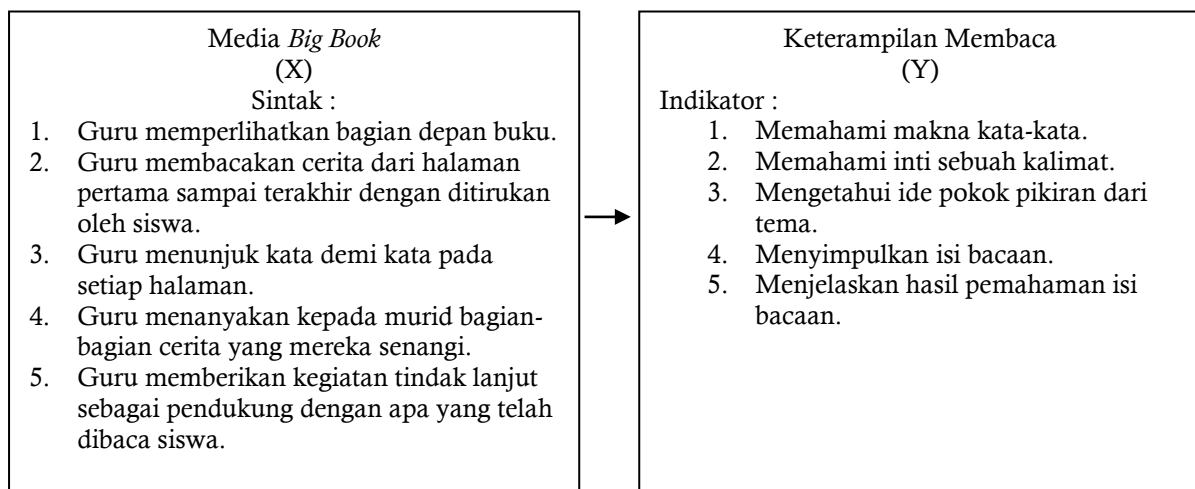 Media Big Book
(X)
Sintak :
1. Guru memperlihatkan bagian depan buku.
2. Guru membacakan cerita dari halaman
pertama sampai terakhir dengan ditirukan
oleh siswa.
3. Guru menunjuk kata demi kata pada
setiap halaman.
4. Guru menanyakan kepada murid bagian-
bagian cerita yang mereka senangi.
5. Guru memberikan kegiatan tindak lanjut
sebagai pendukung dengan apa yang telah
dibaca siswa.
Keterampilan Membaca
(Y)
Indikator :
1. Memahami makna kata-kata.
2. Memahami inti sebuah kalimat.
3. Mengetahui ide pokok pikiran dari
tema.
4. Menyimpulkan isi bacaan.
5. Menjelaskan hasil pemahaman isi
bacaan.